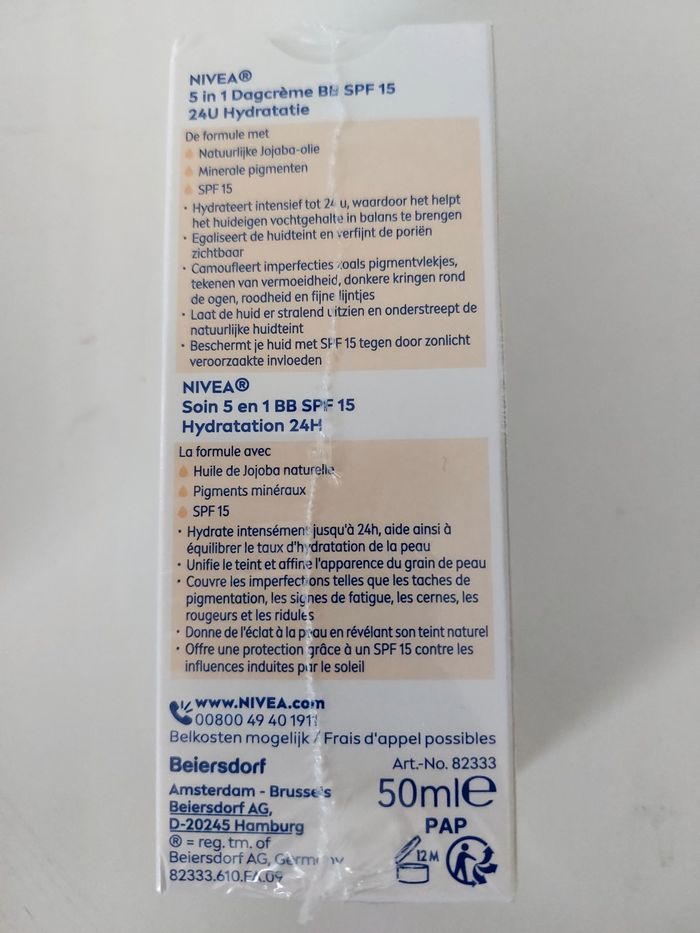 NIVEA®
5 in 1 Dagcrème BB SPF 15
24U Hydratatie
De formule met
Natuurlijke Jojoba-olie
Minerale pigmenten
SPF 15
• Hydrateert intensief tot 24 u, waardoor het helpt
het huideigen vochtgehalte in balans te brengen
• Egaliseert de huidteint en verfijnt de poriën
zichtbaar
• Camoufleert imperfecties zoals pigmentvlekjes,
tekenen van vermoeidheid, donkere kringen rond
de ogen, roodheid en fijne lijntjes
• Laat de huid er stralend uitzien en onderstreept de
natuurlijke huidteint
• Beschermt je huid met SPF 15 tegen door zonlicht
veroorzaakte invloeden
NIVEA®
Soin 5 en 1 BB SPF 15
Hydratation 24H
La formule avec
Huile de Jojoba naturelle
Pigments minéraux
SPF 15
• Hydrate intensément jusqu'à 24h, aide ainsi à
équilibrer le taux d'hydratation de la peau
• Unifie le teint et affine l'apparence du grain de peau
• Couvre les imperfections telles que les taches de
pigmentation, les signes de fatigue, les cernes, les
rougeurs et les ridules
• Donne de l'éclat à la peau en révélant son teint naturel
• Offre une protection grâce à un SPF 15 contre les
influences induites par le soleil
www.NIVEA.com
00800 49 40 1911
Belkosten mogelijk / Frais d'appel possibles
Beiersdorf
Art.-No. 82333
Amsterdam - Brussels
Beiersdorf AG,
D-20245 Hamburg
® = reg. tm. of
Beiersdorf AG, Germany
82333.610.FA.09
50ml e
PAP
12 M